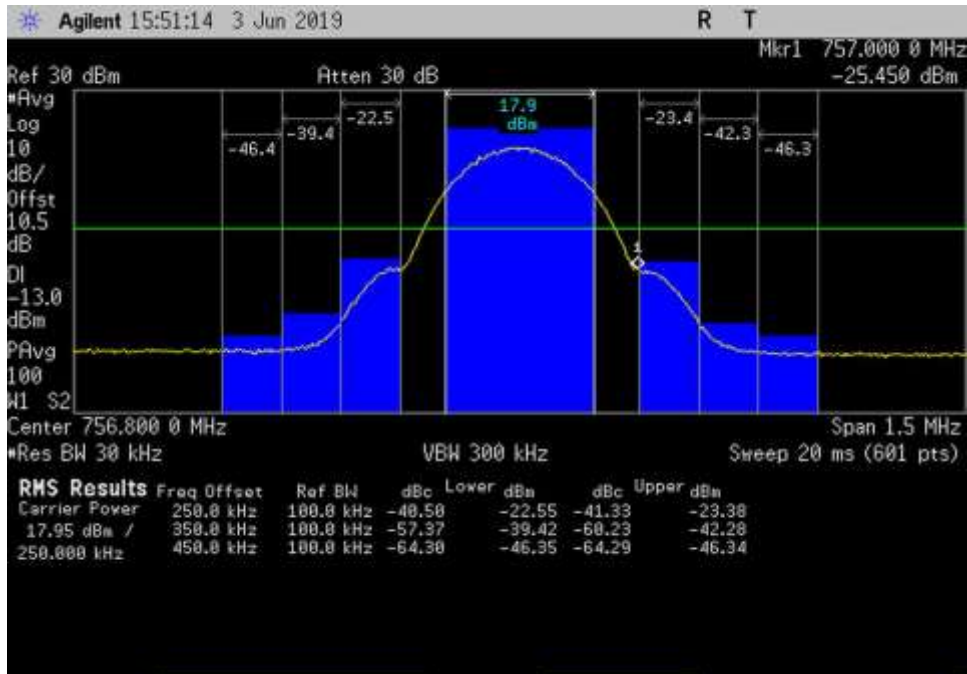 Agilent 15:51:14 3 Jun 2019 R T
Mkr1 757.000 0 MHz
Ref 30 dBm Atten 30 dB -25.450 dBm
#Avg
Log
10
dB/
Offst
10.5
dB
DI
-13.0
dBm
PAvg
100
W1 S2
-46.4
-39.4
-22.5
17.9
dBm
-23.4
-42.3
-46.3
1
Center 756.800 0 MHz Span 1.5 MHz
#Res BW 30 kHz VBW 300 kHz Sweep 20 ms (601 pts)
RMS Results Freq Offset Ref BW dBc Lower dBm dBc Upper dBm
Carrier Power 250.0 kHz 100.0 kHz -40.50 -22.55 -41.33 -23.38
17.95 dBm / 350.0 kHz 100.0 kHz -57.37 -39.42 -60.23 -42.28
250.000 kHz 450.0 kHz 100.0 kHz -64.30 -46.35 -64.29 -46.34